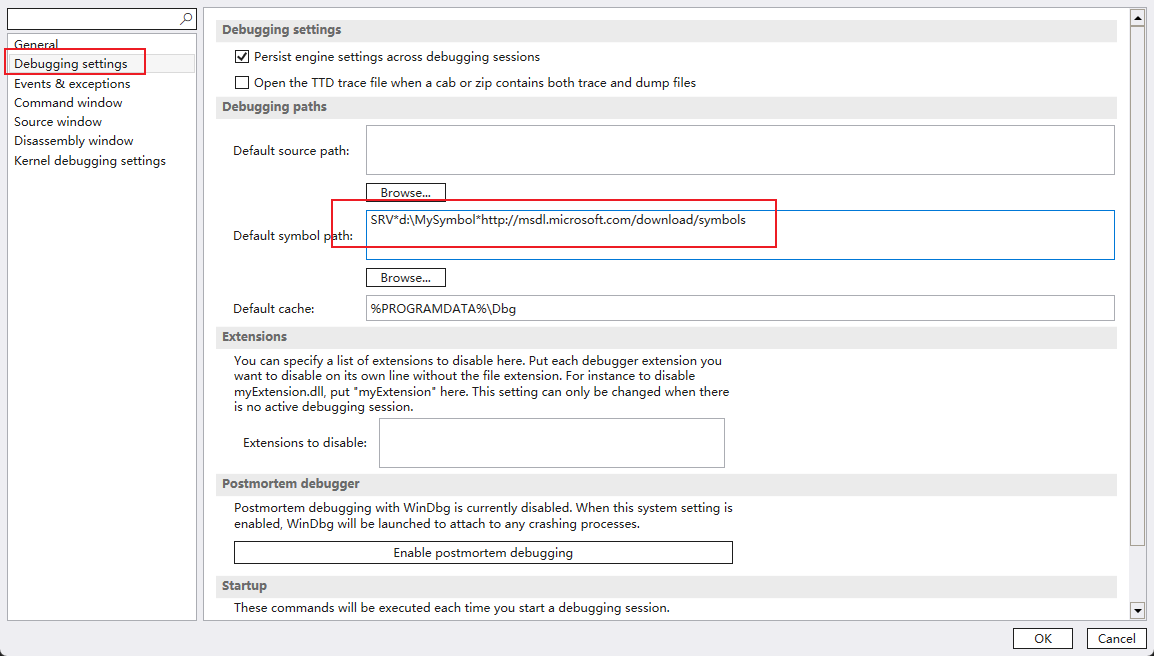 General
Debugging settings
Events & exceptions
Command window
Source window
Disassembly window
Kernel debugging settings
Debugging settings
Persist engine settings across debugging sessions
Open the TTD trace file when a cab or zip contains both trace and dump files
Debugging paths
Default source path:
Browse...
Default symbol path:
SRV*d:\MySymbol*http://msdl.microsoft.com/download/symbols
Browse...
Default cache:
%PROGRAMDATA%\Dbg
Extensions
You can specify a list of extensions to disable here. Put each debugger extension you
want to disable on its own line without the file extension. For instance to disable
myExtension.dll, put "myExtension" here. This setting can only be changed when there
is no active debugging session.
Extensions to disable:
Postmortem debugger
Postmortem debugging with WinDbg is currently disabled. When this system setting is
enabled, WinDbg will be launched to attach to any crashing processes.
Enable postmortem debugging
Startup
These commands will be executed each time you start a debugging session.
OK
Cancel